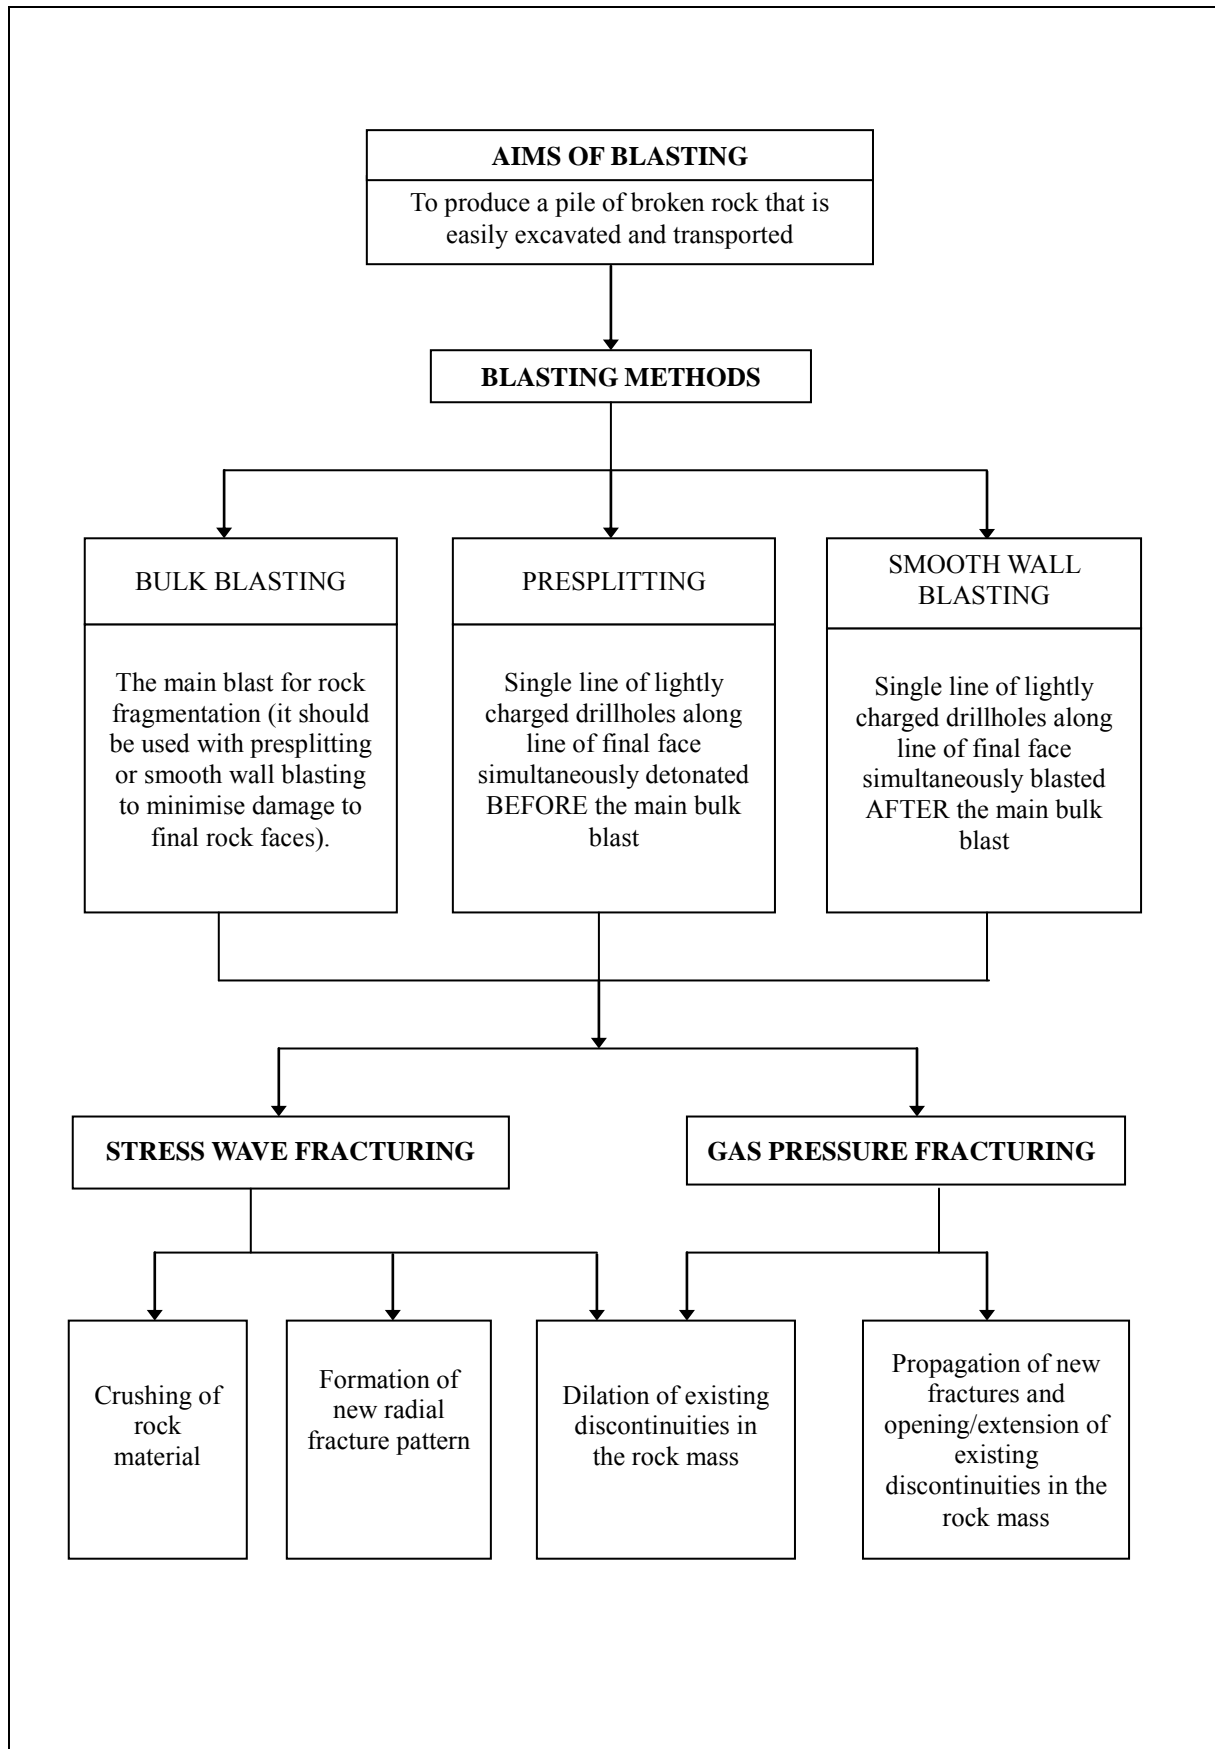 AIMS OF BLASTING
To produce a pile of broken rock that is
easily excavated and transported
BLASTING METHODS
BULK BLASTING
The main blast for rock
fragmentation (it should
be used with presplitting
or smooth wall blasting
to minimise damage to
final rock faces).
PRESPLITTING
Single line of lightly
charged drillholes along
line of final face
simultaneously detonated
BEFORE the main bulk
blast
SMOOTH WALL
BLASTING
Single line of lightly
charged drillholes along
line of final face
simultaneously blasted
AFTER the main bulk
blast
STRESS WAVE FRACTURING
GAS PRESSURE FRACTURING
Crushing of
rock
material
Formation of
new radial
fracture pattern
Dilation of existing
discontinuities in
the rock mass
Propagation of new
fractures and
opening/extension of
existing
discontinuities in the
rock mass